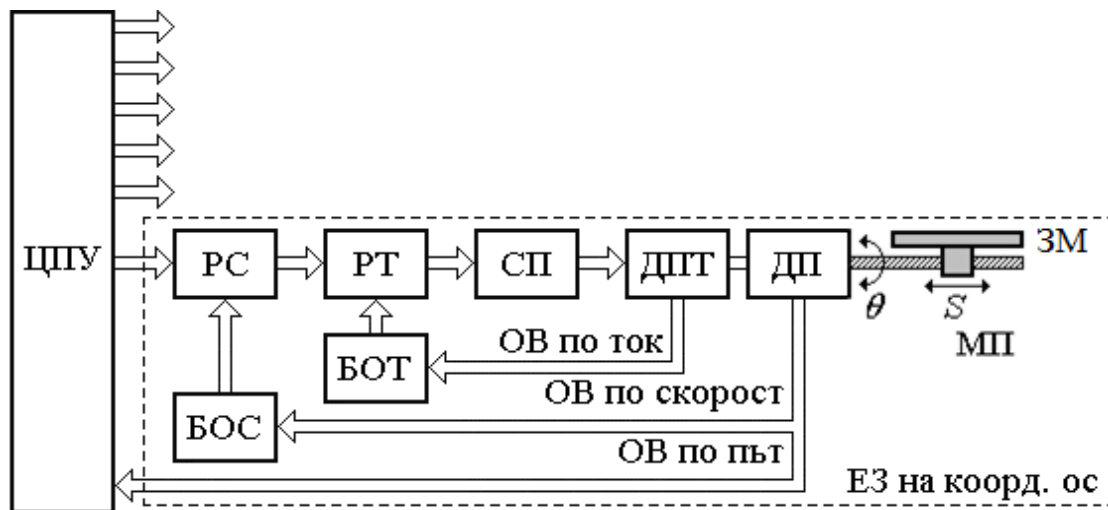 ЦПУ
РС
РТ
СП
ДПТ
ДП
θ
S
ЗМ
МП
БОТ
ОВ по ток
БОС
ОВ по скорост
ОВ по път
ЕЗ на коорд. ос